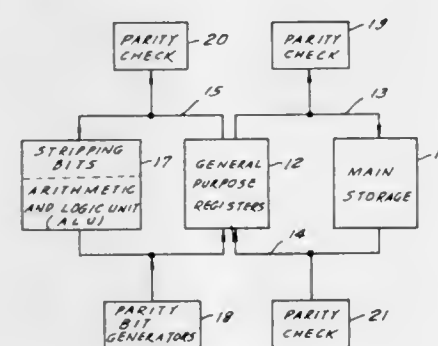 PARITY
CHECK
20
PARITY
CHECK
19
15
13
STRIPPING
BITS
17
ARITHMETIC
AND LOGIC UNIT
(ALU)
GENERAL
PURPOSE
REGISTERS
12
MAIN
STORAGE
14
PARITY
BIT
GENERATORS
18
PARITY
CHECK
21